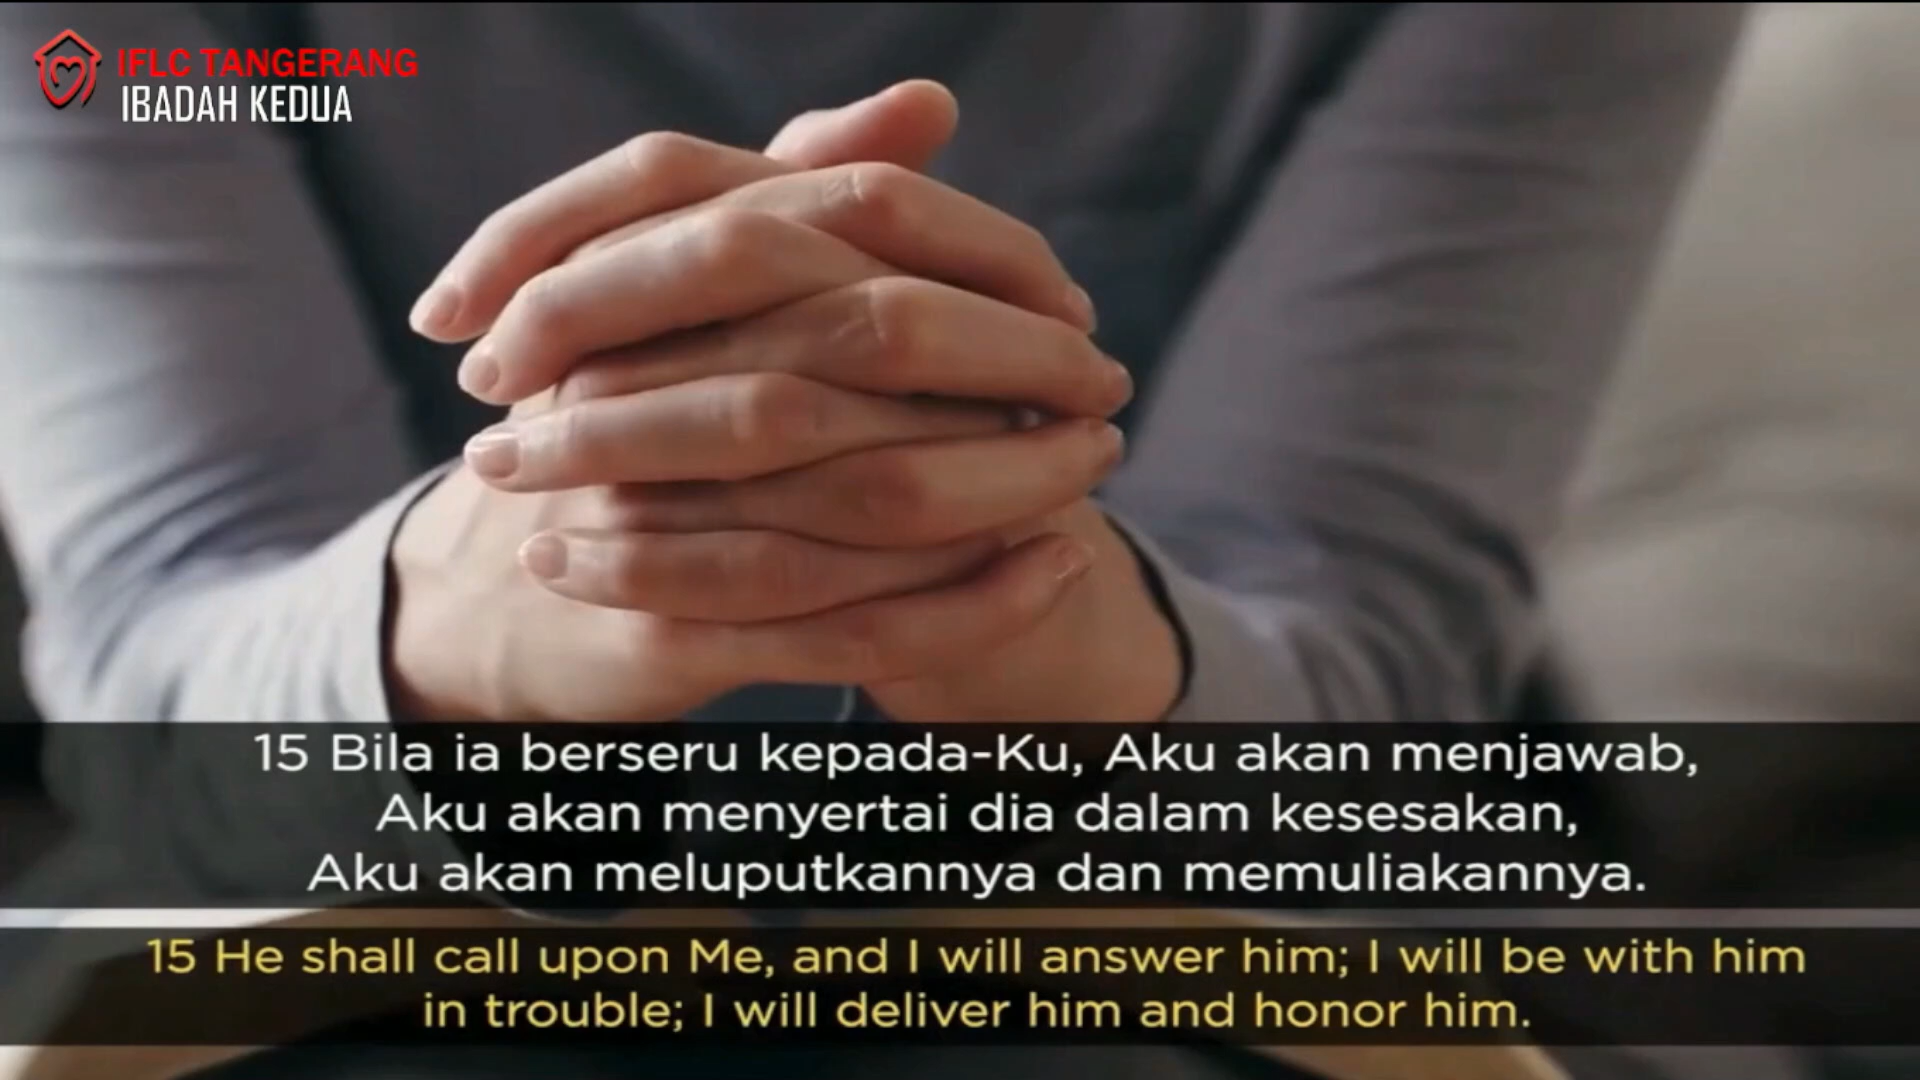 IFLC TANGERANG
IBADAH KEDUA
15 Bila ia berseru kepada-Ku, Aku akan menjawab,
Aku akan menyertai dia dalam kesesakan,
Aku akan meluputkannya dan memuliakannya.
15 He shall call upon Me, and I will answer him; I will be with him
in trouble; I will deliver him and honor him.